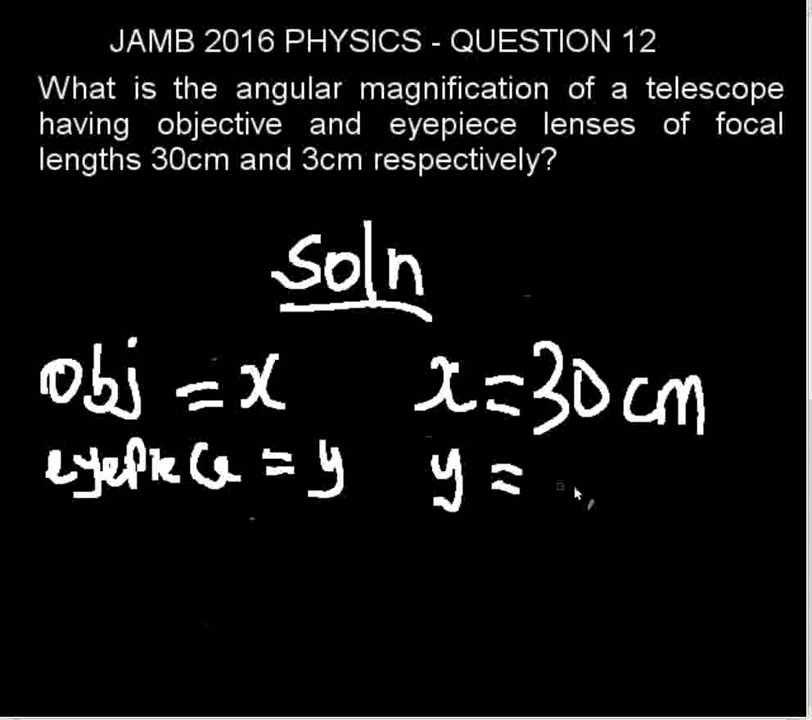 JAMB 2016 PHYSICS - QUESTION 12
What is the angular magnification of a telescope
having objective and eyepiece lenses of focal
lengths 30cm and 3cm respectively?
Soln
Obj = x x = 30 cm
eyepiece = y y =